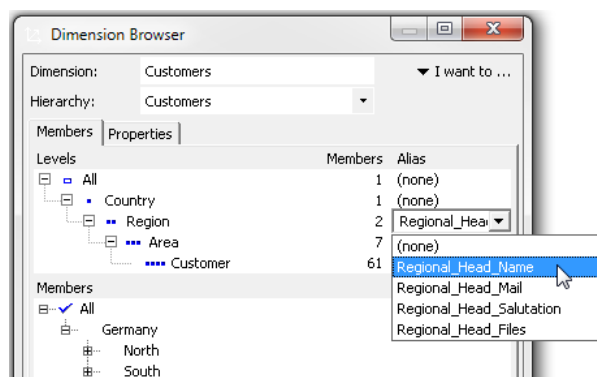 Dimension Browser
Dimension: Customers ▼ I want to ...
Hierarchy: Customers
Members Properties
Levels Members Alias
All 1 (none)
Country 1 (none)
Region 2 Regional_Hea
Area 7 (none)
Customer 61 Regional_Head_Name
Regional_Head_Mail
Members Regional_Head_Salutation
All Regional_Head_Files
Germany
North
South